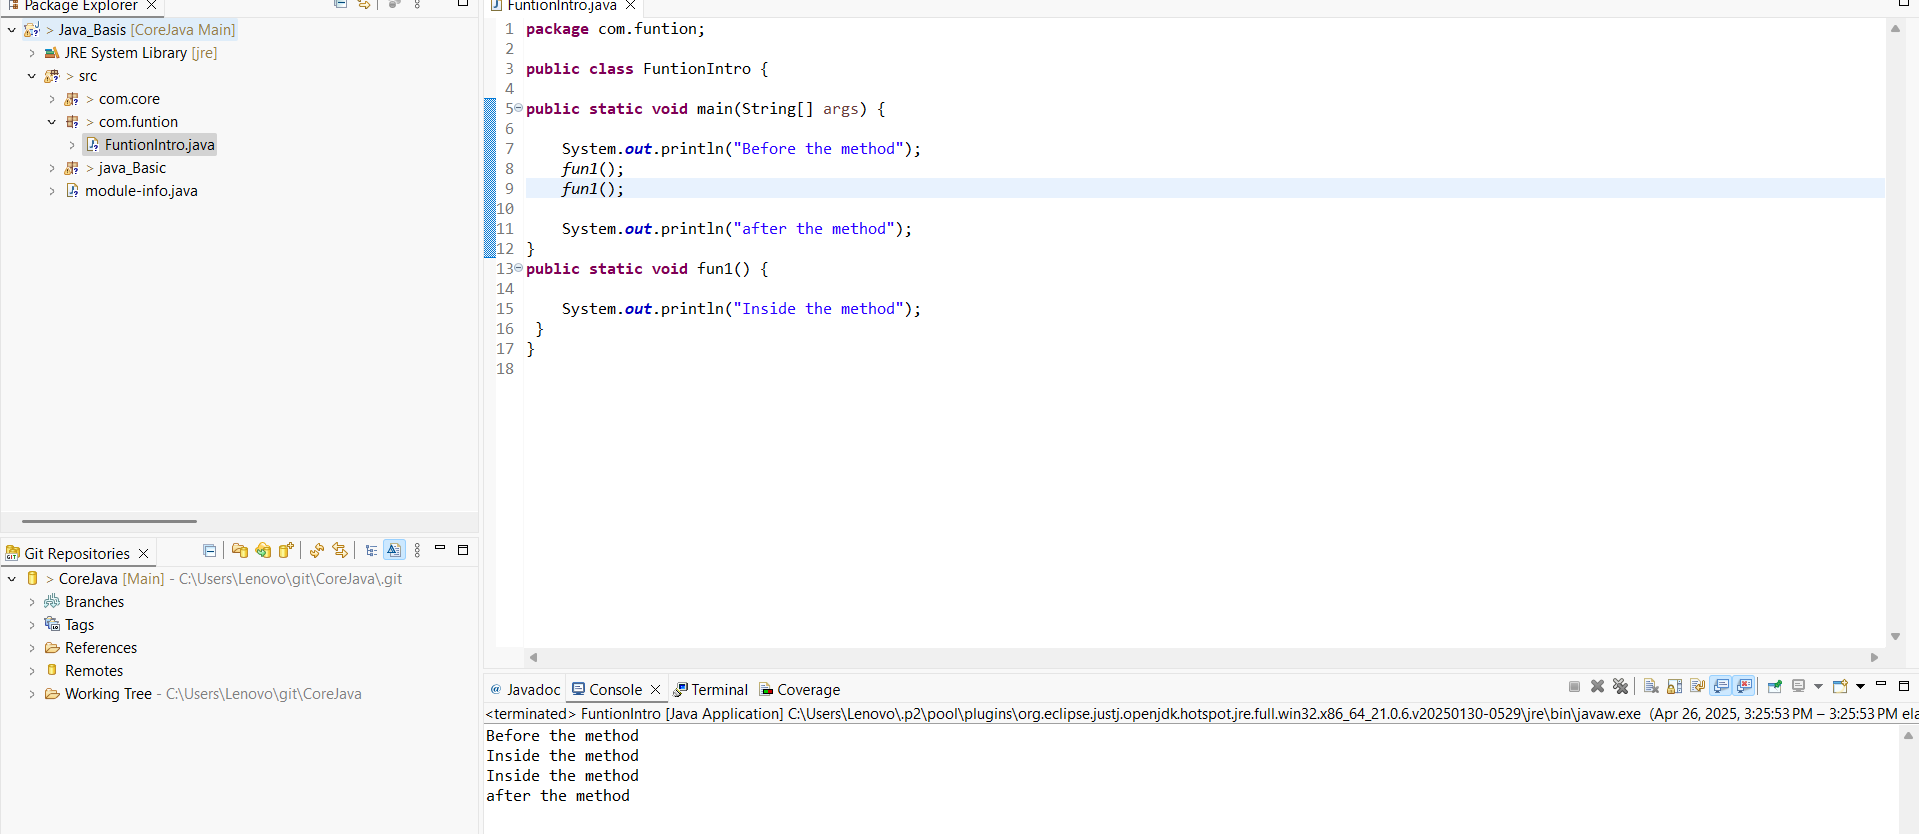 Package Explorer
> Java_Basis [CoreJava Main]
JRE System Library [jre]
> src
> com.core
> com.funtion
FuntionIntro.java
> java_Basic
module-info.java
Git Repositories
> CoreJava [Main] - C:\Users\Lenovo\git\CoreJava\.git
Branches
Tags
References
Remotes
Working Tree - C:\Users\Lenovo\git\CoreJava
FuntionIntro.java
1 package com.funtion;
2
3 public class FuntionIntro {
4
5 public static void main(String[] args) {
6
7     System.out.println("Before the method");
8     fun1();
9     fun1();
10
11     System.out.println("after the method");
12 }
13 public static void fun1() {
14
15     System.out.println("Inside the method");
16  }
17 }
18
Javadoc Console Terminal Coverage
<terminated> FuntionIntro [Java Application] C:\Users\Lenovo\.p2\pool\plugins\org.eclipse.justj.openjdk.hotspot.jre.full.win32.x86_64_21.0.6.v20250130-0529\jre\bin\javaw.exe (Apr 26, 2025, 3:25:53 PM – 3:25:53 PM ela
Before the method
Inside the method
Inside the method
after the method